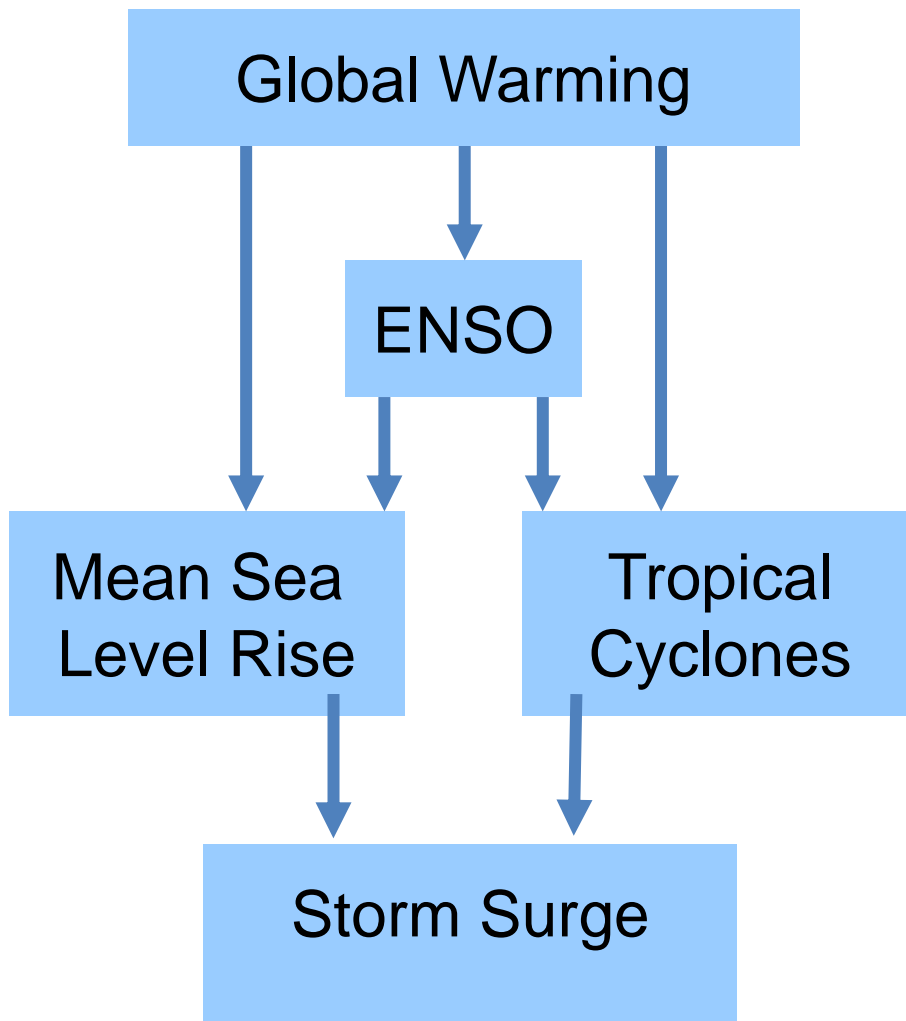 Global Warming
ENSO
Mean Sea
Level Rise
Tropical
Cyclones
Storm Surge